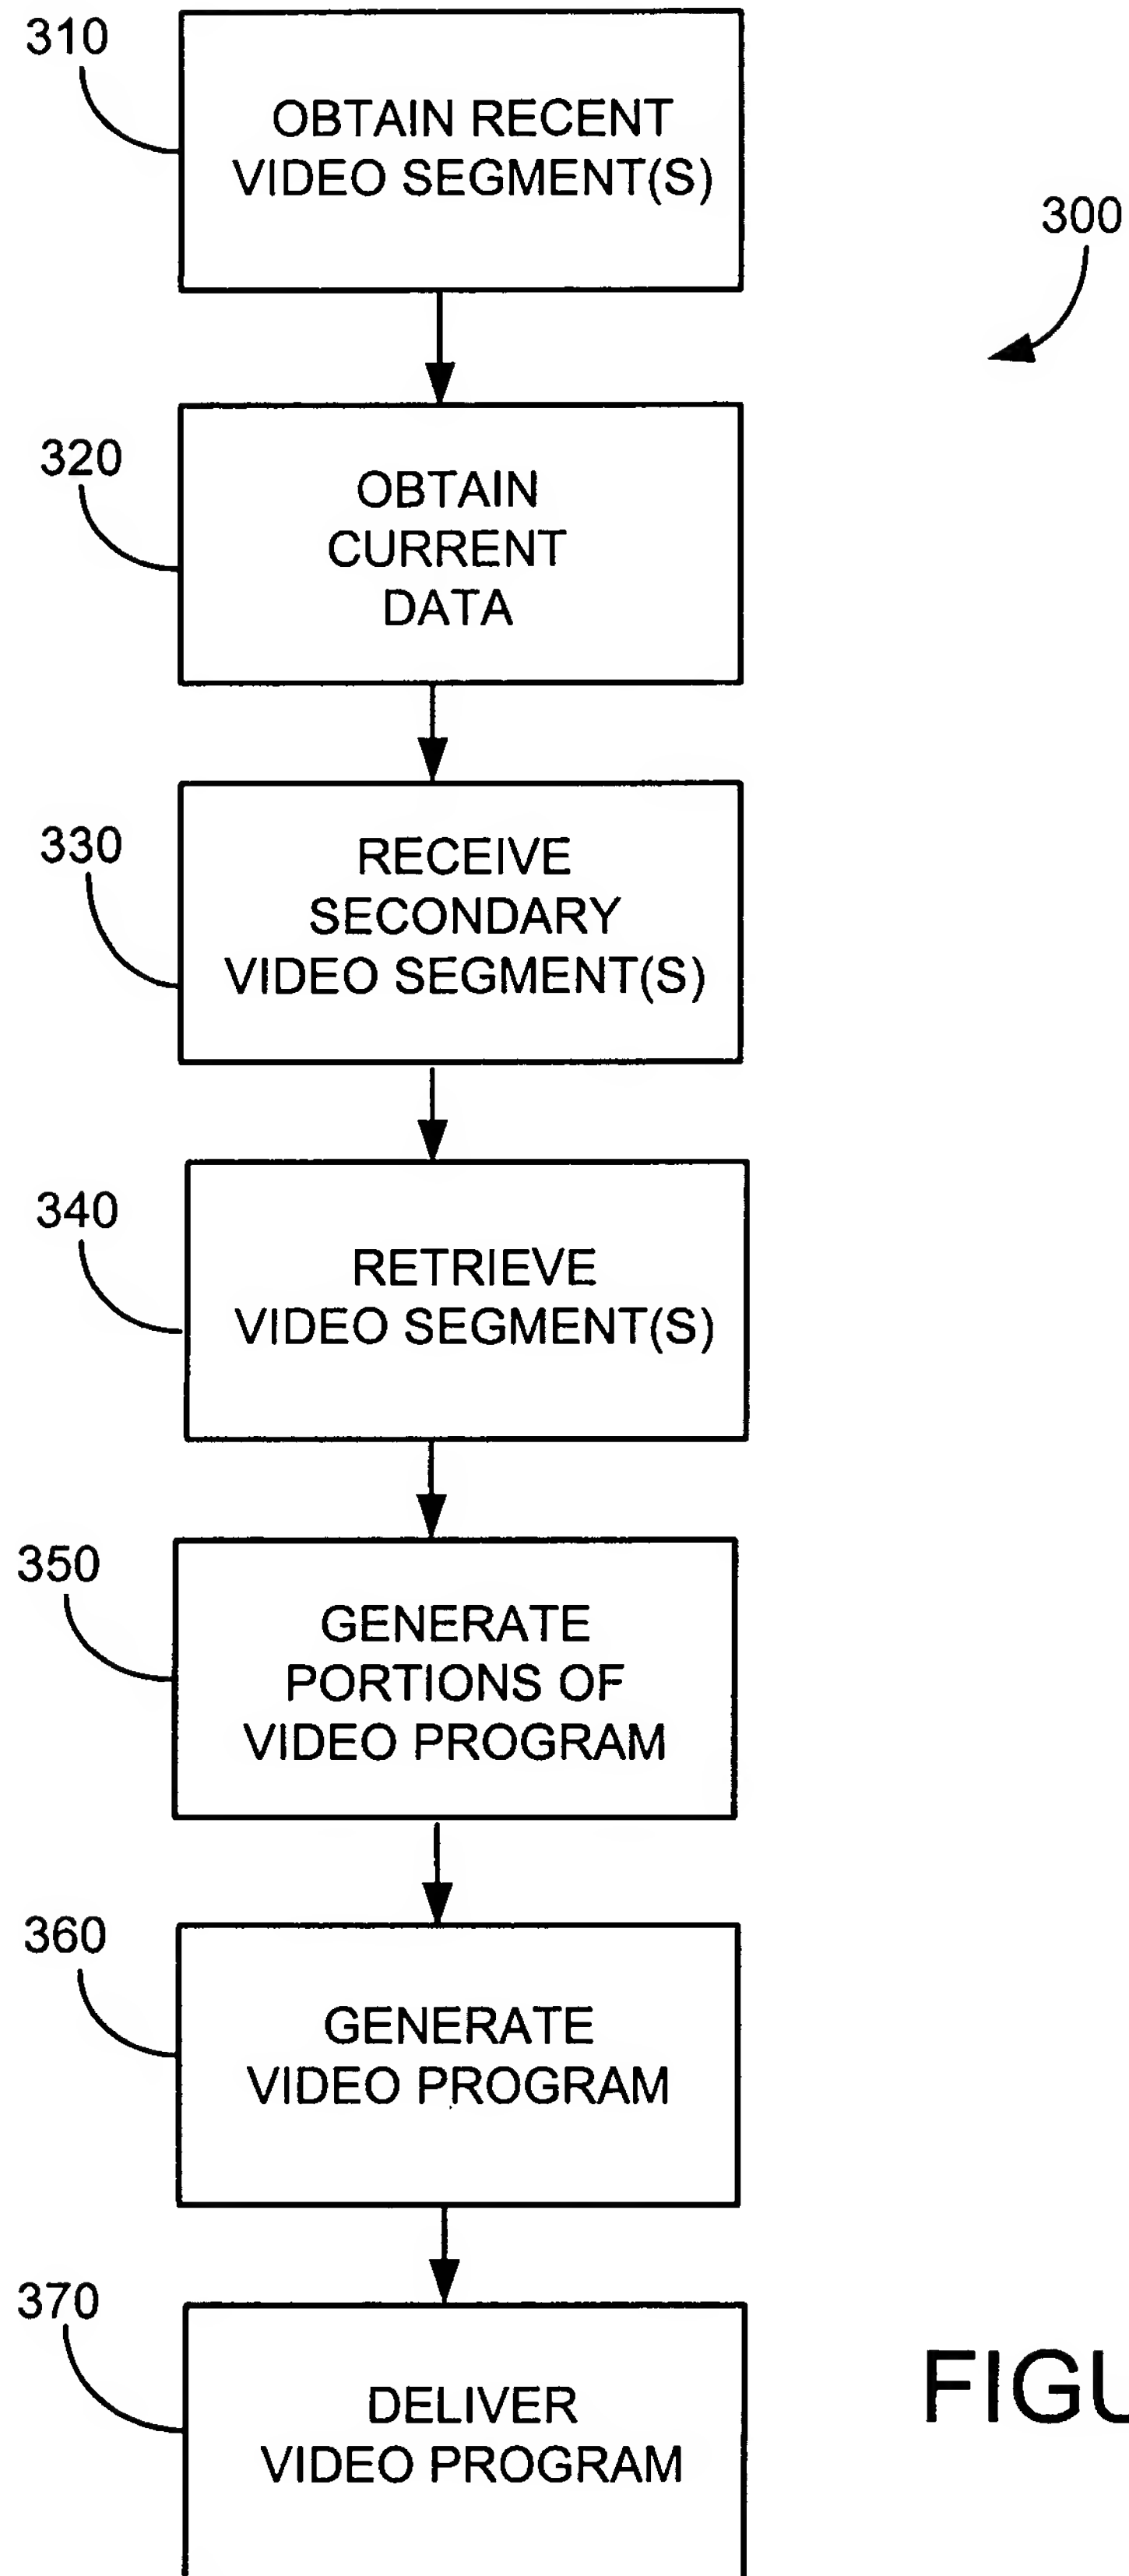 310
OBTAIN RECENT
VIDEO SEGMENT(S)
300
320
OBTAIN
CURRENT
DATA
330
RECEIVE
SECONDARY
VIDEO SEGMENT(S)
340
RETRIEVE
VIDEO SEGMENT(S)
350
GENERATE
PORTIONS OF
VIDEO PROGRAM
360
GENERATE
VIDEO PROGRAM
370
DELIVER
VIDEO PROGRAM